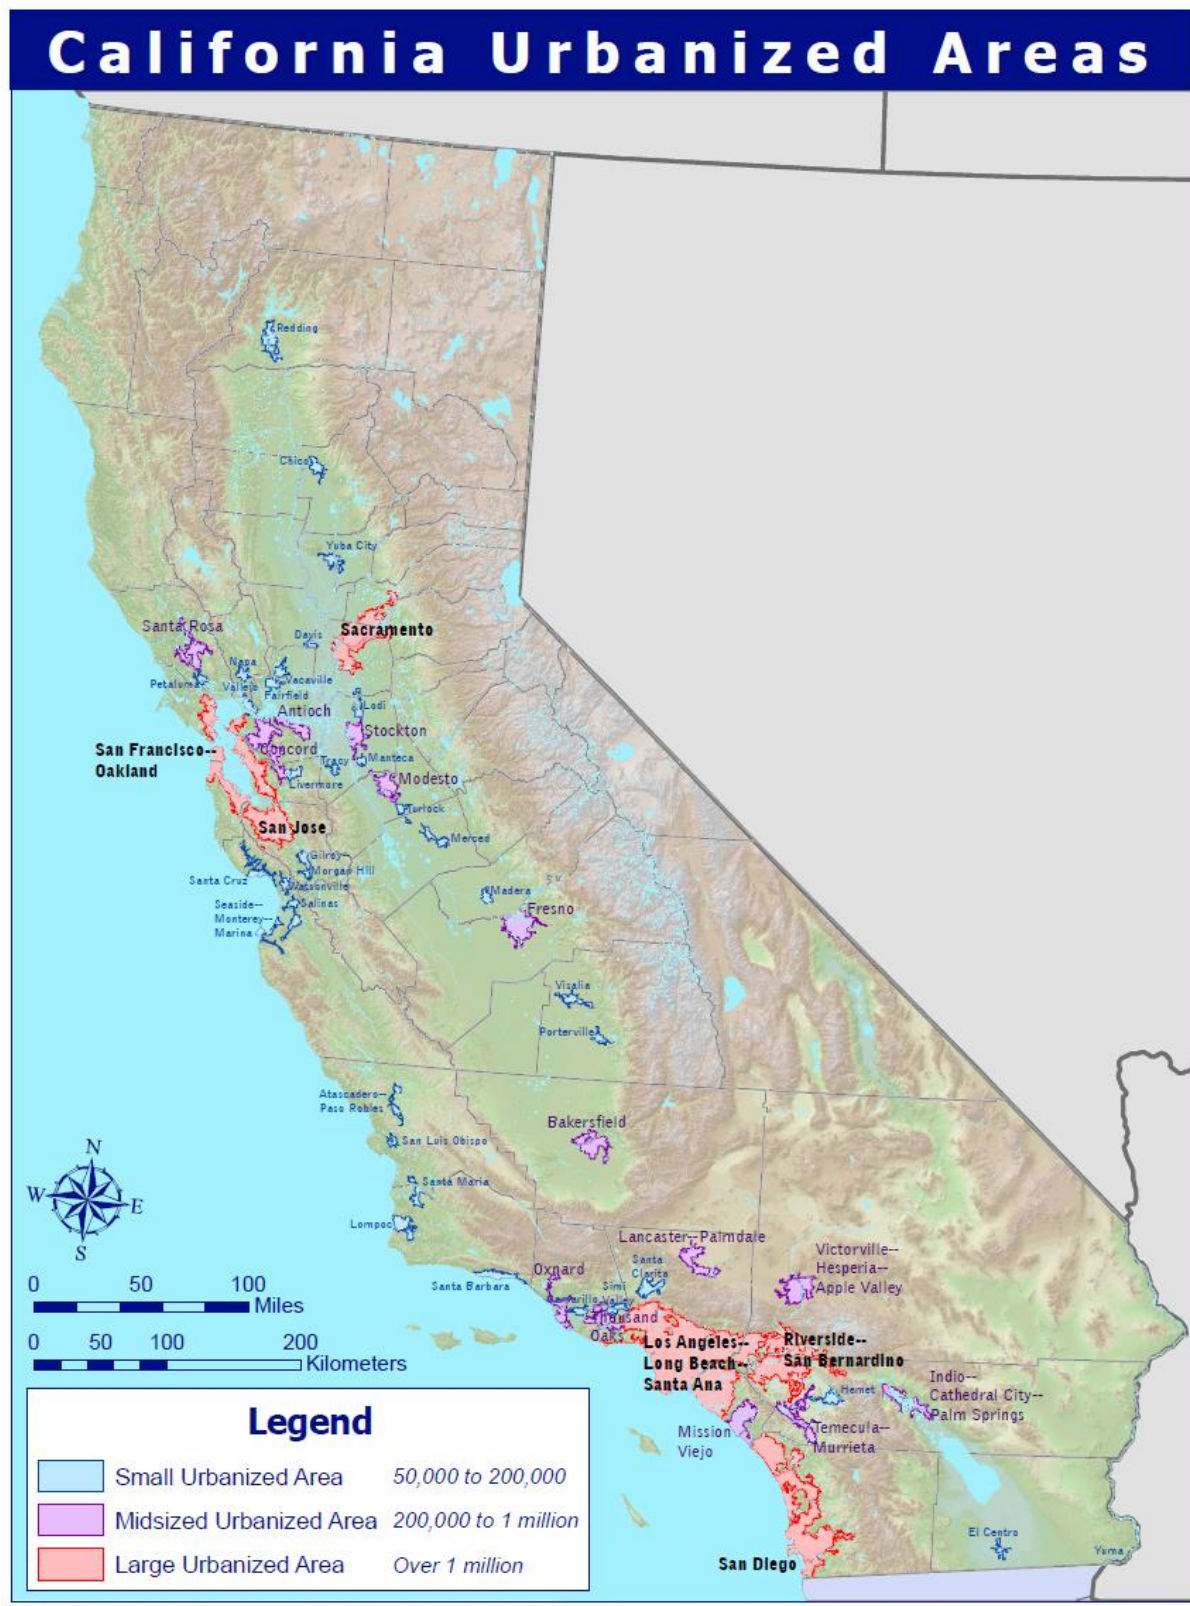 California Urbanized Areas
Redding
Chico
Yuba City
Santa Rosa
Davis
Sacramento
Napa
Petaluma
Vallejo
Vacaville
Fairfield
Lodi
Antioch
Stockton
San Francisco--
Oakland
Concord
Tracy
Manteca
Livermore
Modesto
Turlock
San Jose
Merced
Gilroy--
Morgan Hill
Santa Cruz
Watsonville
Salinas
Seaside--
Monterey--
Marina
Madera
Fresno
Visalia
Porterville
Atascadero--
Paso Robles
Bakersfield
San Luis Obispo
Santa Maria
Lompoc
Lancaster--Palmdale
Victorville--
Hesperia--
Apple Valley
Santa
Clarita
Oxnard
Santa Barbara
Camarillo
Simi
Valley
Thousand
Oaks
Los Angeles--
Long Beach--
Santa Ana
Riverside--
San Bernardino
Hemet
Indio--
Cathedral City--
Palm Springs
Mission
Viejo
Temecula--
Murrieta
El Centro
Yuma
San Diego
N
W
E
S
0 50 100
Miles
0 50 100 200
Kilometers
Legend
Small Urbanized Area 50,000 to 200,000
Midsized Urbanized Area 200,000 to 1 million
Large Urbanized Area Over 1 million